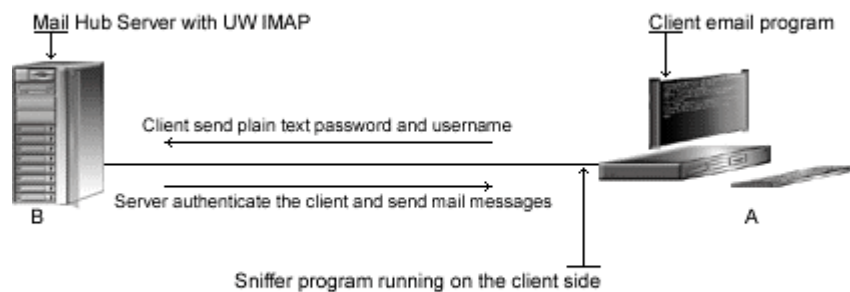 Mail Hub Server with UW IMAP
Client email program
Client send plain text password and username
Server authenticate the client and send mail messages
B
A
Sniffer program running on the client side